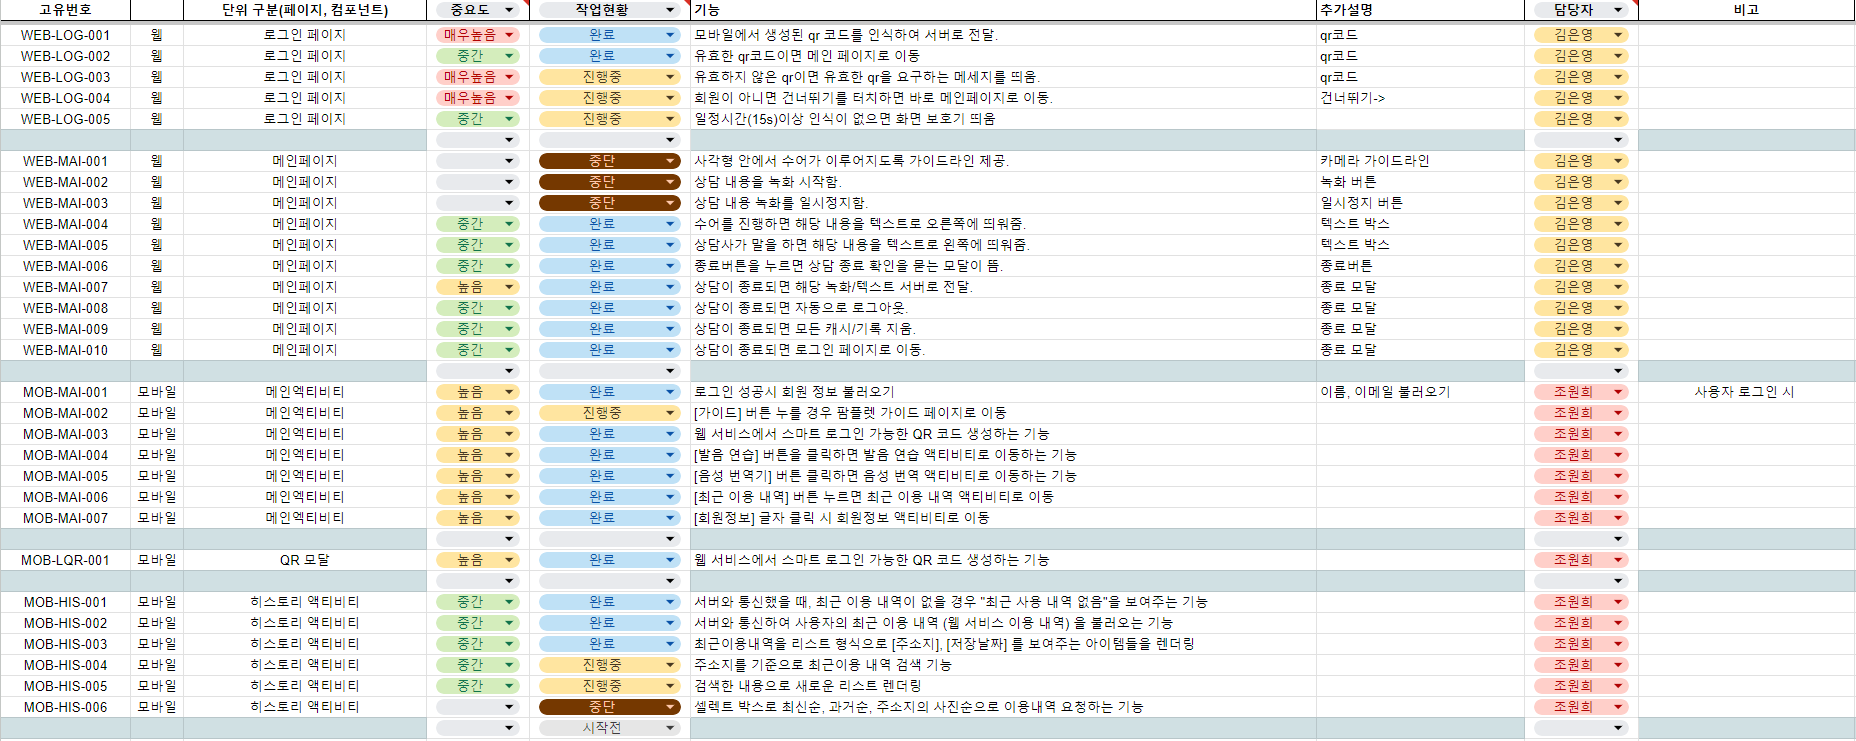 고유번호 단위 구분(페이지, 컴포넌트) 중요도 작업현황 기능 추가설명 담당자 비고
WEB-LOG-001 웹 로그인 페이지 매우높음 완료 모바일에서 생성된 qr 코드를 인식하여 서버로 전달. qr코드 김은영
WEB-LOG-002 웹 로그인 페이지 중간 완료 유효한 qr코드이면 메인 페이지로 이동 qr코드 김은영
WEB-LOG-003 웹 로그인 페이지 매우높음 진행중 유효하지 않은 qr이면 유효한 qr을 요구하는 메세지를 띄움. qr코드 김은영
WEB-LOG-004 웹 로그인 페이지 매우높음 진행중 회원이 아니면 건너뛰기를 터치하면 바로 메인페이지로 이동. 건너뛰기-> 김은영
WEB-LOG-005 웹 로그인 페이지 중간 진행중 일정시간(15s)이상 인식이 없으면 화면 보호기 띄움 김은영
WEB-MAI-001 웹 메인페이지 중단 사각형 안에서 수어가 이루어지도록 가이드라인 제공. 카메라 가이드라인 김은영
WEB-MAI-002 웹 메인페이지 중단 상담 내용을 녹화 시작함. 녹화 버튼 김은영
WEB-MAI-003 웹 메인페이지 중단 상담 내용 녹화를 일시정지함. 일시정지 버튼 김은영
WEB-MAI-004 웹 메인페이지 중간 완료 수어를 진행하면 해당 내용을 텍스트로 오른쪽에 띄워줌. 텍스트 박스 김은영
WEB-MAI-005 웹 메인페이지 중간 완료 상담사가 말을 하면 해당 내용을 텍스트로 왼쪽에 띄워줌. 텍스트 박스 김은영
WEB-MAI-006 웹 메인페이지 중간 완료 종료버튼을 누르면 상담 종료 확인을 묻는 모달이 뜸. 종료버튼 김은영
WEB-MAI-007 웹 메인페이지 높음 완료 상담이 종료되면 해당 녹화/텍스트 서버로 전달. 종료 모달 김은영
WEB-MAI-008 웹 메인페이지 중간 완료 상담이 종료되면 자동으로 로그아웃. 종료 모달 김은영
WEB-MAI-009 웹 메인페이지 중간 완료 상담이 종료되면 모든 캐시/기록 지움. 종료 모달 김은영
WEB-MAI-010 웹 메인페이지 중간 완료 상담이 종료되면 로그인 페이지로 이동. 종료 모달 김은영
MOB-MAI-001 모바일 메인엑티비티 높음 완료 로그인 성공시 회원 정보 불러오기 이름, 이메일 불러오기 조원희 사용자 로그인 시
MOB-MAI-002 모바일 메인엑티비티 높음 진행중 [가이드] 버튼 누를 경우 팜플렛 가이드 페이지로 이동 조원희
MOB-MAI-003 모바일 메인엑티비티 높음 완료 웹 서비스에서 스마트 로그인 가능한 QR 코드 생성하는 기능 조원희
MOB-MAI-004 모바일 메인엑티비티 높음 완료 [발음 연습] 버튼을 클릭하면 발음 연습 액티비티로 이동하는 기능 조원희
MOB-MAI-005 모바일 메인엑티비티 높음 완료 [음성 번역기] 버튼 클릭하면 음성 번역 액티비티로 이동하는 기능 조원희
MOB-MAI-006 모바일 메인엑티비티 높음 완료 [최근 이용 내역] 버튼 누르면 최근 이용 내역 액티비티로 이동 조원희
MOB-MAI-007 모바일 메인엑티비티 높음 완료 [회원정보] 글자 클릭 시 회원정보 액티비티로 이동 조원희
MOB-LQR-001 모바일 QR 모달 높음 완료 웹 서비스에서 스마트 로그인 가능한 QR 코드 생성하는 기능 조원희
MOB-HIS-001 모바일 히스토리 액티비티 중간 완료 서버와 통신했을 때, 최근 이용 내역이 없을 경우 "최근 사용 내역 없음"을 보여주는 기능 조원희
MOB-HIS-002 모바일 히스토리 액티비티 중간 완료 서버와 통신하여 사용자의 최근 이용 내역 (웹 서비스 이용 내역) 을 불러오는 기능 조원희
MOB-HIS-003 모바일 히스토리 액티비티 중간 완료 최근이용내역을 리스트 형식으로 [주소지], [저장날짜] 를 보여주는 아이템들을 렌더링 조원희
MOB-HIS-004 모바일 히스토리 액티비티 중간 진행중 주소지를 기준으로 최근이용 내역 검색 기능 조원희
MOB-HIS-005 모바일 히스토리 액티비티 중간 진행중 검색한 내용으로 새로운 리스트 렌더링 조원희
MOB-HIS-006 모바일 히스토리 액티비티 중단 셀렉트 박스로 최신순, 과거순, 주소지의 사진순으로 이용내역 요청하는 기능 조원희
시작전